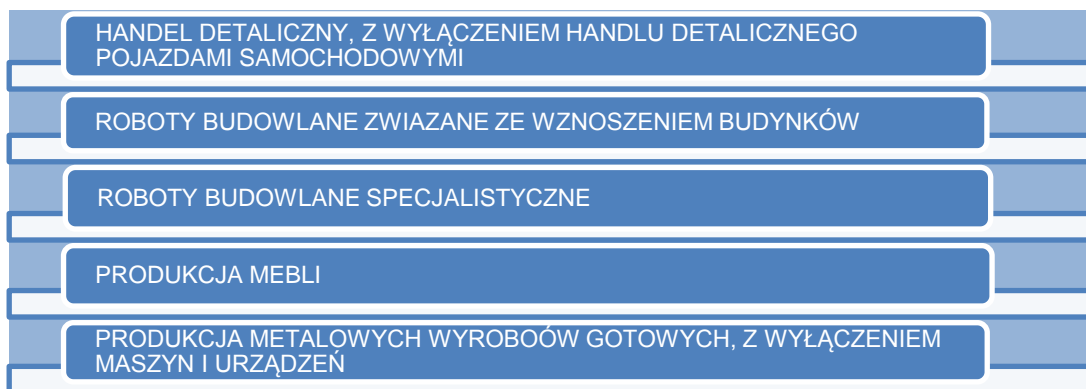 HANDEL DETALICZNY, Z WYŁĄCZENIEM HANDLU DETALICZNEGO
POJAZDAMI SAMOCHODOWYMI
ROBOTY BUDOWLANE ZWIAZANE ZE WZNOSZENIEM BUDYNKÓW
ROBOTY BUDOWLANE SPECJALISTYCZNE
PRODUKCJA MEBLI
PRODUKCJA METALOWYCH WYROBOÓW GOTOWYCH, Z WYŁĄCZENIEM
MASZYN I URZĄDZEŃ